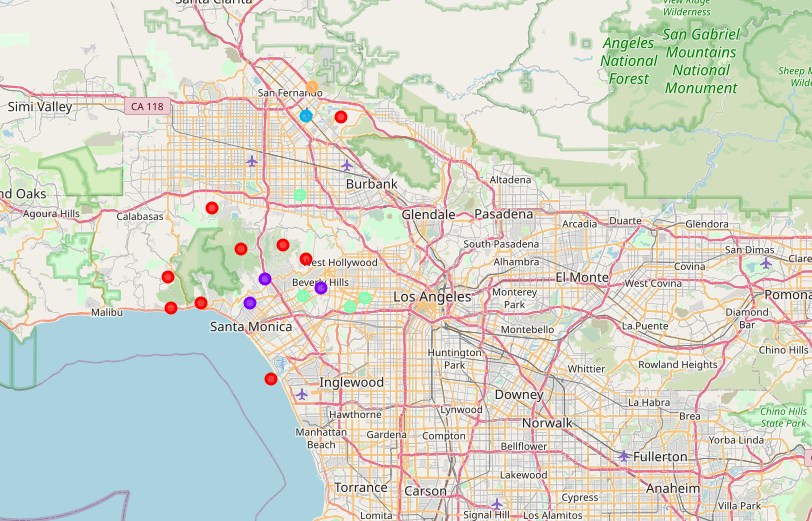 Santa Clarita
View Ridge
Wilderness
Angeles
National
Forest
San Gabriel
Mountains
National
Monument
Sheep M
Wilde
Simi Valley
CA 118
San Fernando
Burbank
Altadena
nd Oaks
Agoura Hills
Calabasas
Glendale
Pasadena
Arcadia
Duarte
Glendora
South Pasadena
San Dimas
Clare
West Hollywood
Alhambra
El Monte
Covina
West Covina
Beverly Hills
Malibu
Los Angeles
Monterey
Park
Pomona
Santa Monica
Montebello
La Puente
Diamond
Bar
Huntington
Park
Whittier
Rowland Heights
Chino Hills
Inglewood
Downey
La Habra
Hawthorne
Lynwood
Norwalk
Brea
Chino Hills
State Park
Manhattan
Beach
Gardena
Compton
Bellflower
Yorba Linda
Fullerton
Torrance
Carson
Lakewood
Anaheim
Cypress
Villa Park
Lomita
Signal Hill
Los Alamitos